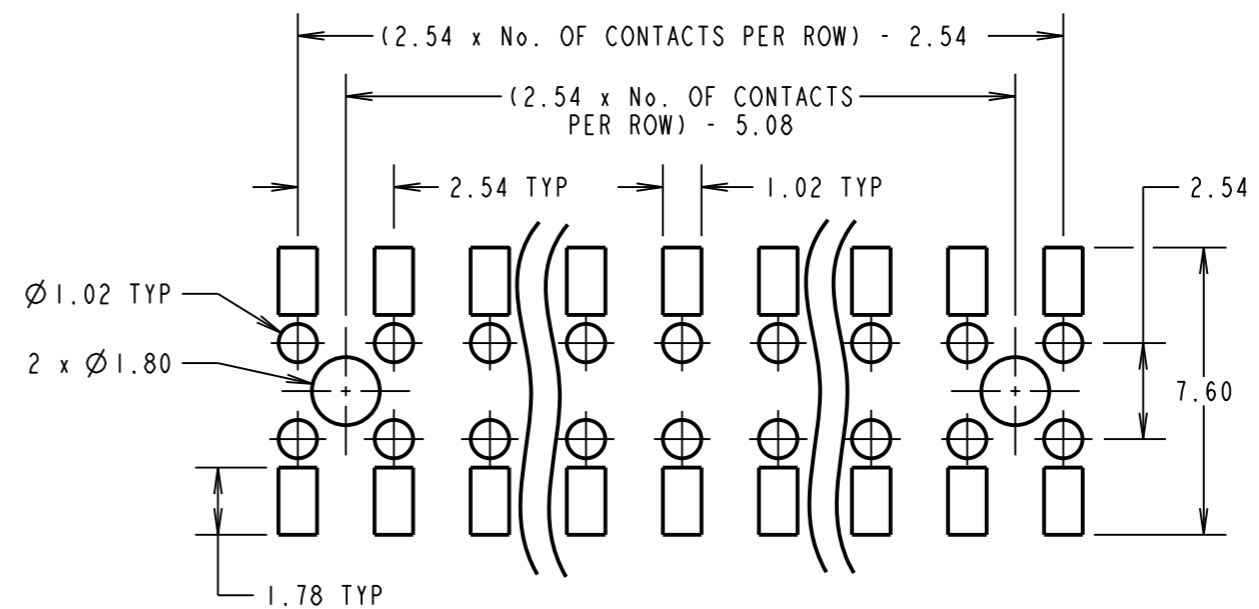 (2.54 x No. OF CONTACTS PER ROW) - 2.54
(2.54 x No. OF CONTACTS
PER ROW) - 5.08
2.54 TYP
1.02 TYP
2.54
Ø1.02 TYP
2 x Ø1.80
7.60
1.78 TYP